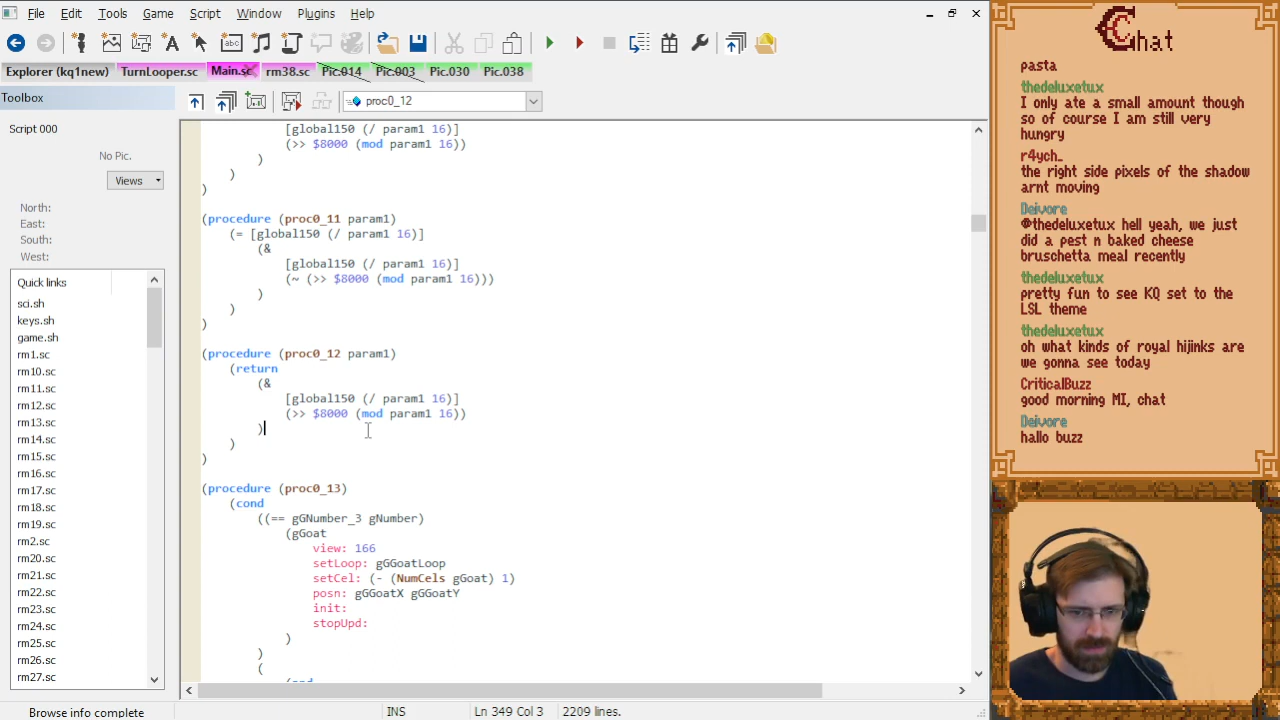 File Edit Tools Game Script Window Plugins Help
Explorer (kq1new) TurnLooper.sc Main.sc rm38.sc Pic.014 Pic.003 Pic.030 Pic.038
Toolbox
proc0_12
Script 000
No Pic.
Views
North:
East:
South:
West:
Quick links
sci.sh
keys.sh
game.sh
rm1.sc
rm10.sc
rm11.sc
rm12.sc
rm13.sc
rm14.sc
rm15.sc
rm16.sc
rm17.sc
rm18.sc
rm19.sc
rm2.sc
rm20.sc
rm21.sc
rm22.sc
rm23.sc
rm24.sc
rm25.sc
rm26.sc
rm27.sc
[global150 (/ param1 16)]
(>> $8000 (mod param1 16))
)
)
)
(procedure (proc0_11 param1)
(= [global150 (/ param1 16)]
(&
[global150 (/ param1 16)]
(~ (>> $8000 (mod param1 16)))
)
)
)
(procedure (proc0_12 param1)
(return
(&
[global150 (/ param1 16)]
(>> $8000 (mod param1 16))
)
)
)
(procedure (proc0_13)
(cond
((== gGNumber_3 gNumber)
(gGoat
view: 166
setLoop: gGGoatLoop
setCel: (- (NumCels gGoat) 1)
posn: gGGoatX gGGoatY
init:
stopUpd:
)
)
(
Browse info complete
INS
Ln 349 Col 3
2209 lines.
Chat
pasta
thedeluxetux
I only ate a small amount though
so of course I am still very
hungry
r4ych_
the right side pixels of the shadow
arnt moving
Deivore
@thedeluxetux hell yeah, we just
did a pest n baked cheese
bruschetta meal recently
thedeluxetux
pretty fun to see KQ set to the
LSL theme
thedeluxetux
oh what kinds of royal hijinks are
we gonna see today
CriticalBuzz
good morning MI, chat
Deivore
hallo buzz